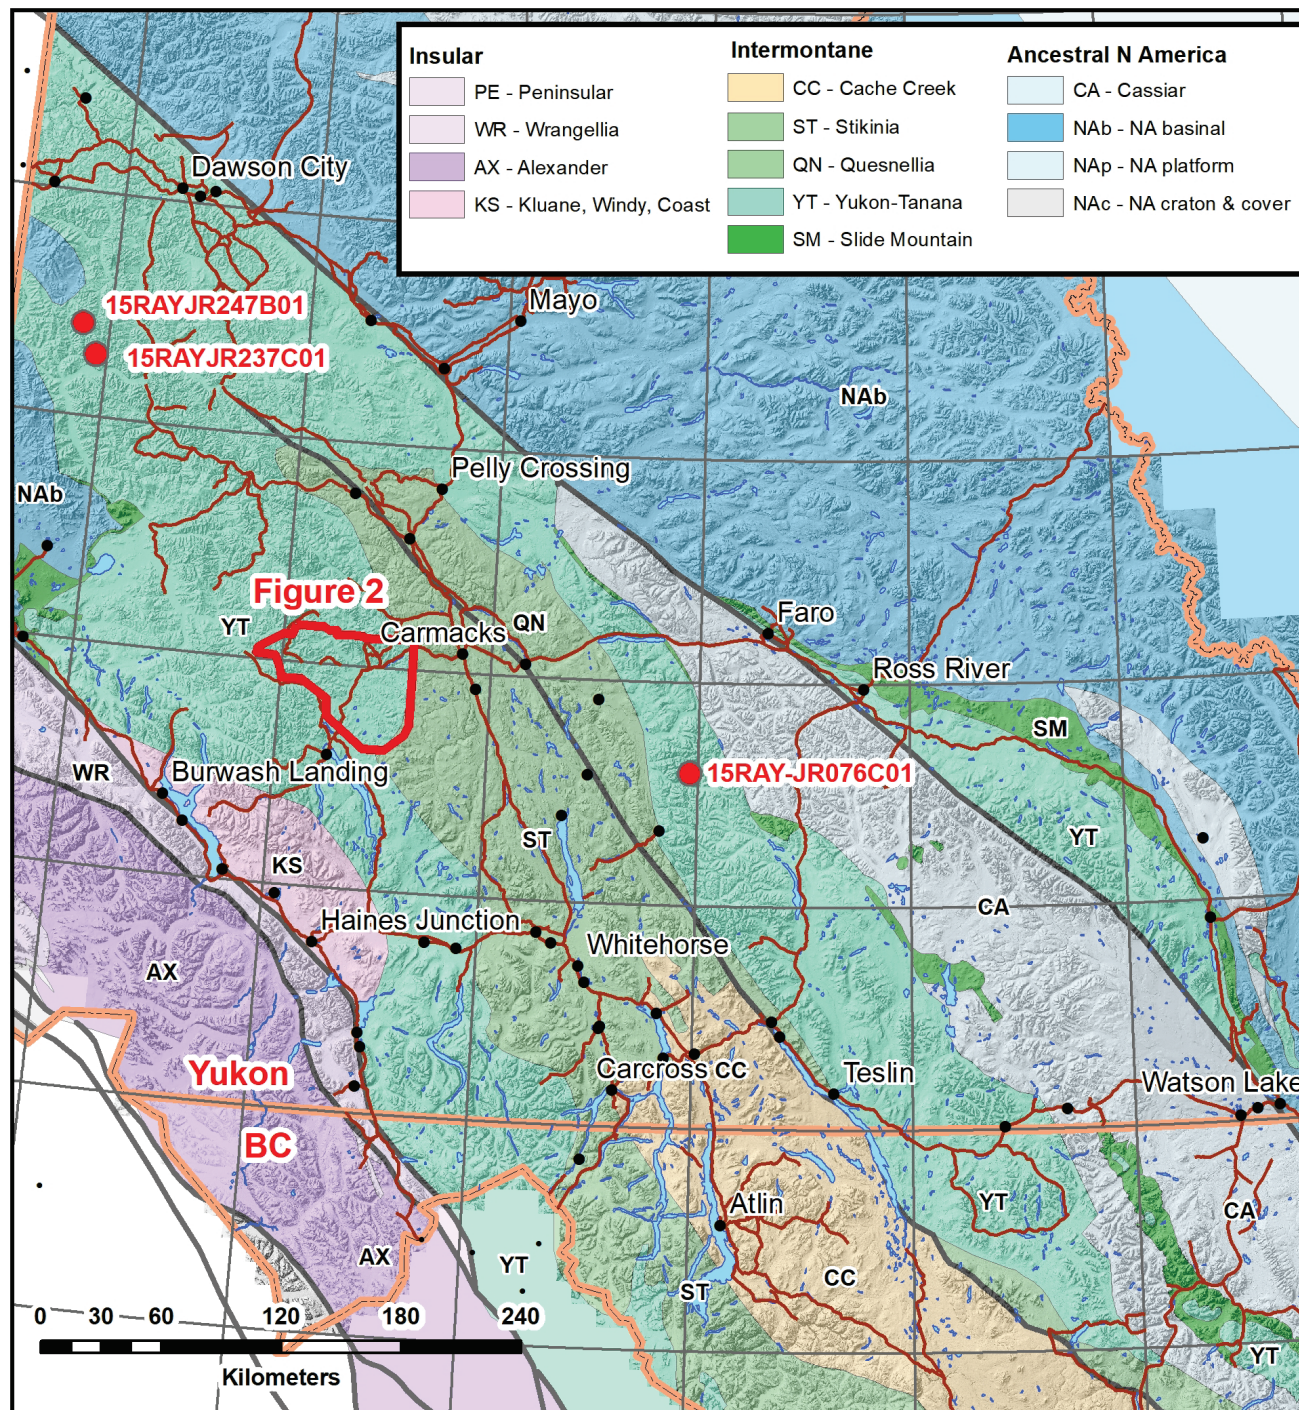 Insular
PE - Peninsular
WR - Wrangellia
AX - Alexander
KS - Kluane, Windy, Coast
Intermontane
CC - Cache Creek
ST - Stikinia
QN - Quesnellia
YT - Yukon-Tanana
SM - Slide Mountain
Ancestral N America
CA - Cassiar
NAb - NA basinal
NAp - NA platform
NAc - NA craton & cover
Dawson City
15RAYJR247B01
Mayo
15RAYJR237C01
NAb
Pelly Crossing
NAb
Figure 2
Faro
YT
Carmacks
QN
Ross River
SM
WR
Burwash Landing
15RAY-JR076C01
ST
YT
KS
CA
Haines Junction
Whitehorse
AX
Yukon
Carcross
CC
Teslin
Watson Lake
BC
Atlin
YT
CA
AX
YT
CC
ST
0 30 60 120 180 240
Kilometers
YT